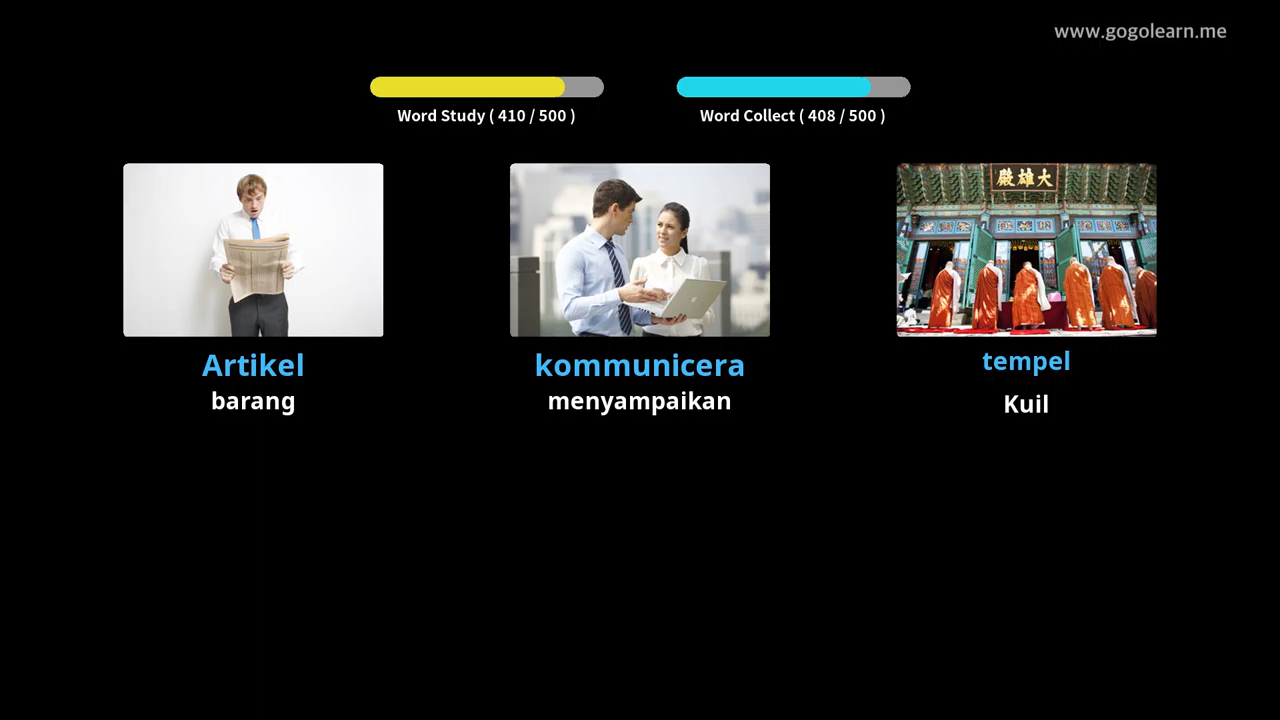 www.gogolearn.me
Word Study ( 410 / 500 )
Word Collect ( 408 / 500 )
大雄殿
Artikel
barang
kommunicera
menyampaikan
tempel
Kuil